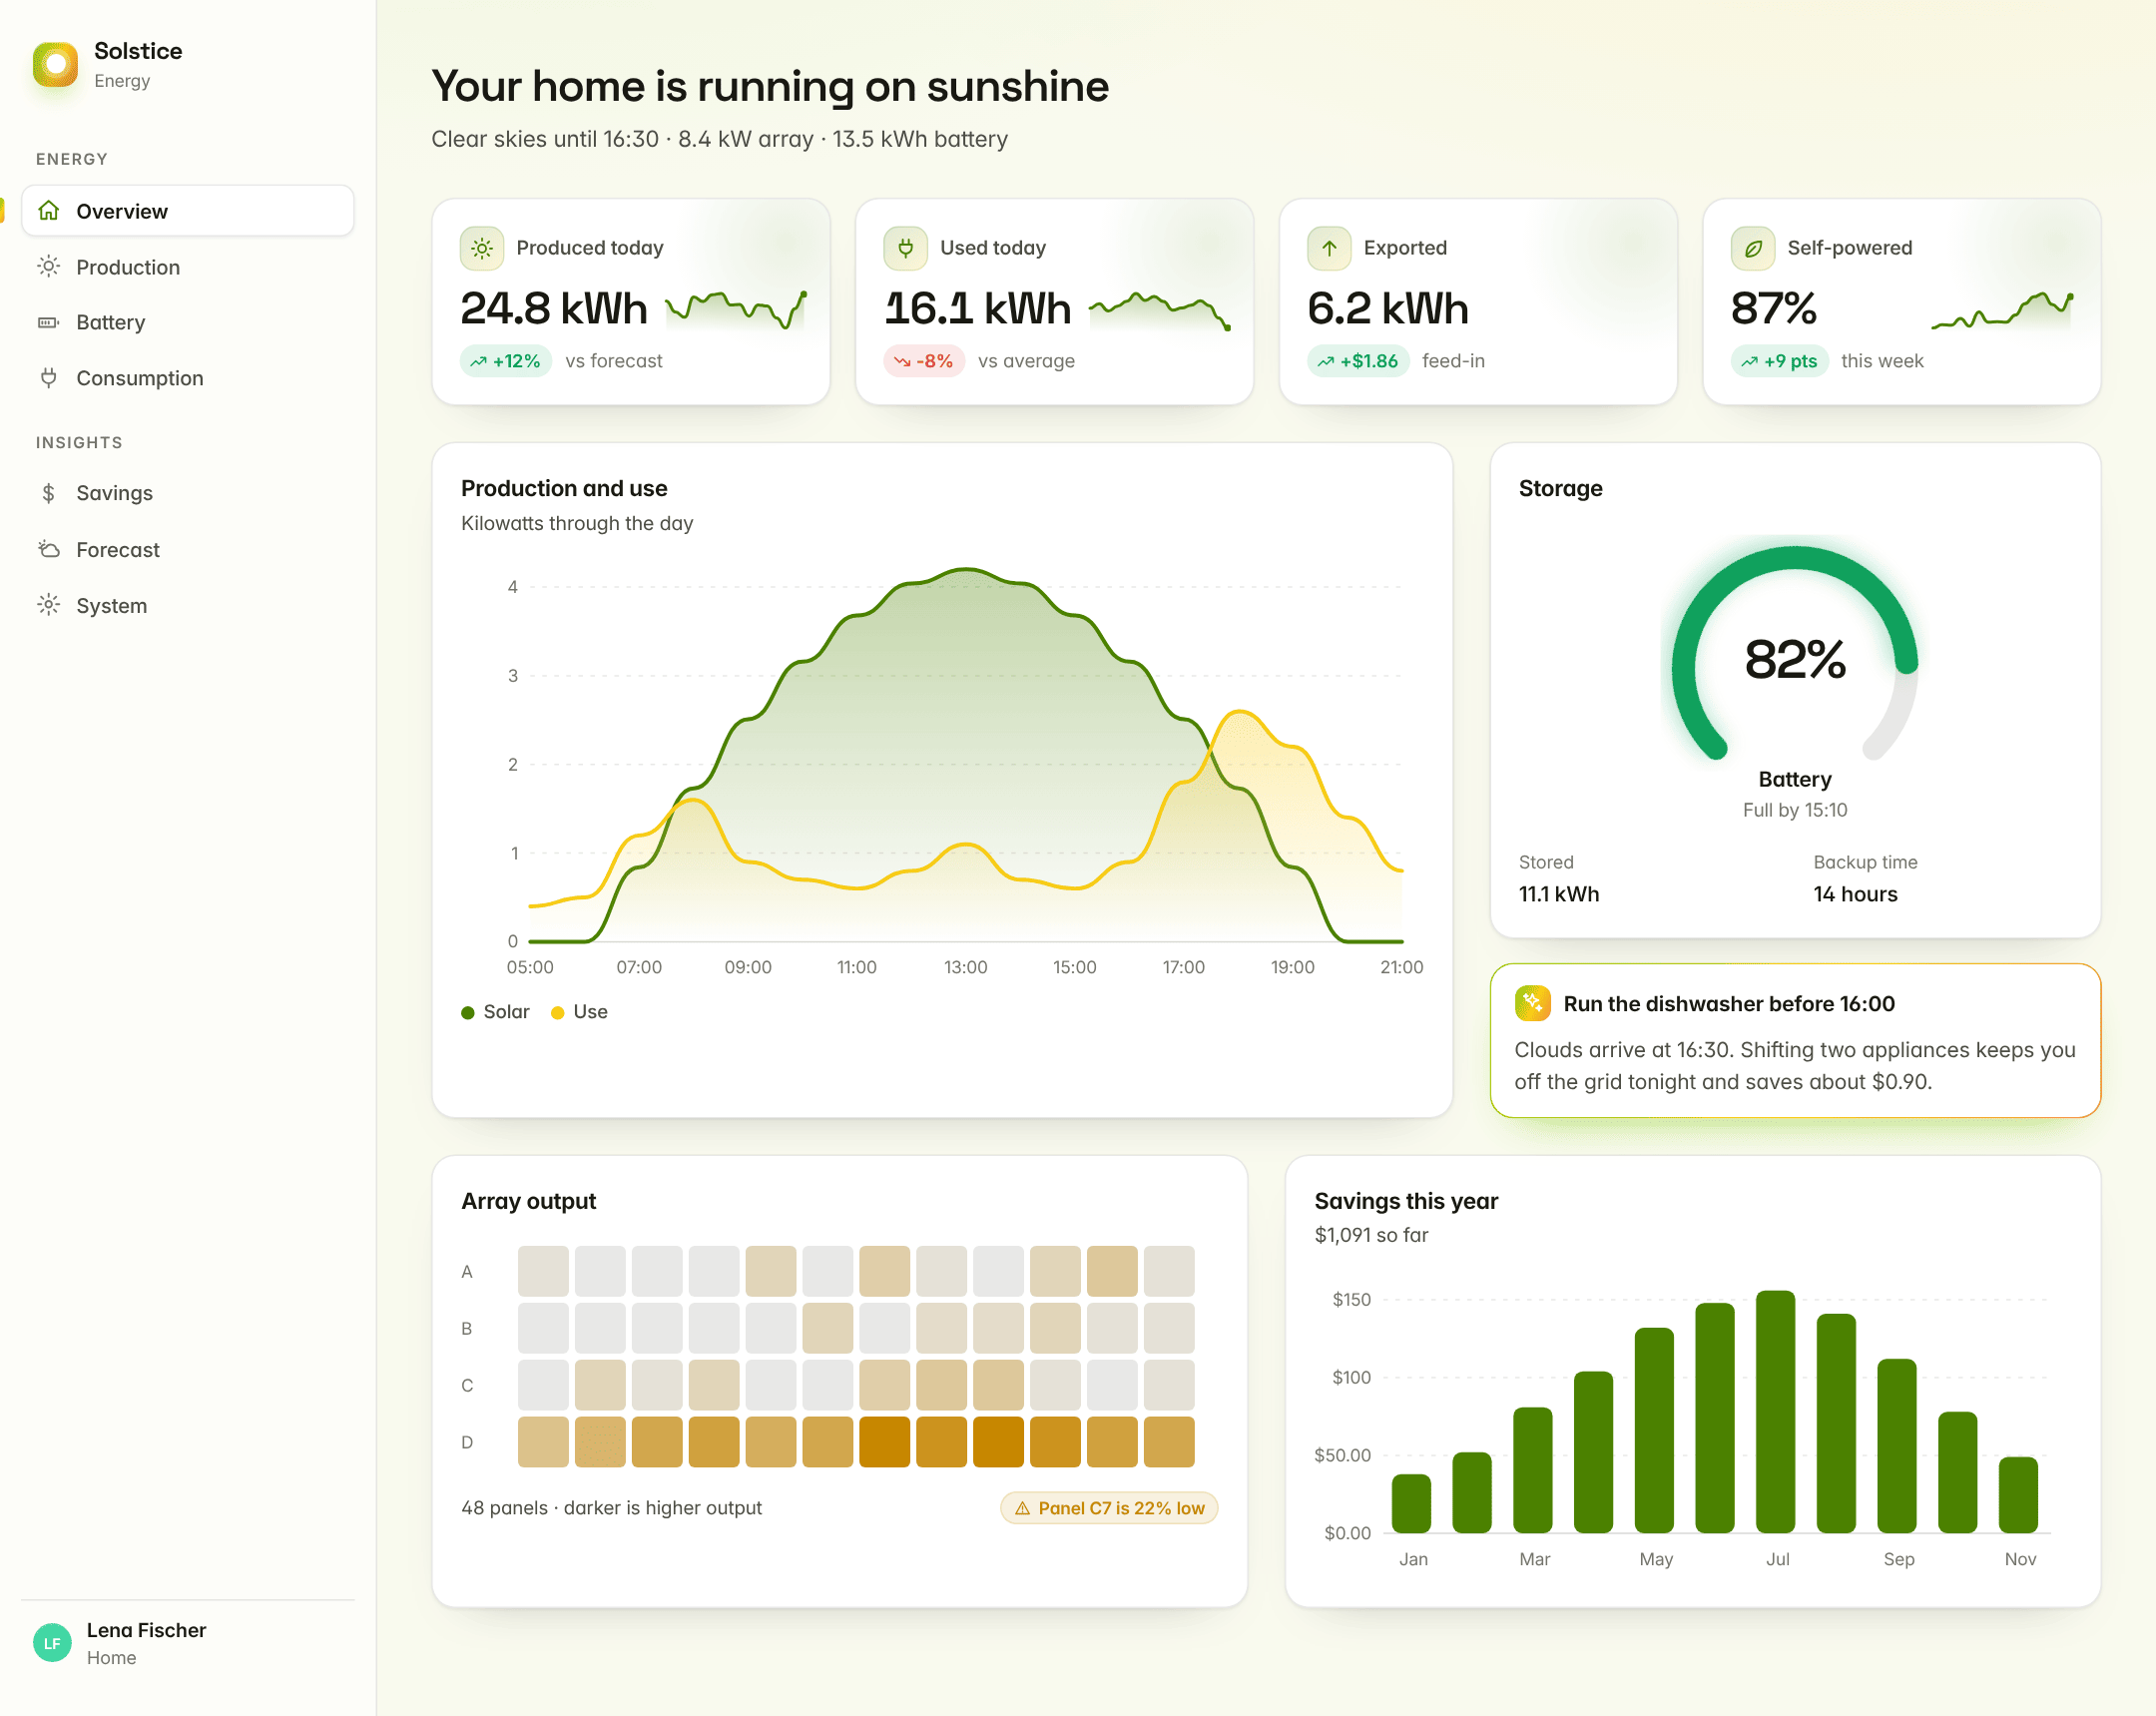 Solstice
Energy
ENERGY
Overview
Production
Battery
Consumption
INSIGHTS
Savings
Forecast
System
LF
Lena Fischer
Home
Your home is running on sunshine
Clear skies until 16:30 · 8.4 kW array · 13.5 kWh battery
Produced today
24.8 kWh
+12% vs forecast
Used today
16.1 kWh
-8% vs average
Exported
6.2 kWh
+$1.86 feed-in
Self-powered
87%
+9 pts this week
Production and use
Kilowatts through the day
4
3
2
1
0
05:00 07:00 09:00 11:00 13:00 15:00 17:00 19:00 21:00
Solar Use
Storage
82%
Battery
Full by 15:10
Stored Backup time
11.1 kWh 14 hours
Run the dishwasher before 16:00
Clouds arrive at 16:30. Shifting two appliances keeps you
off the grid tonight and saves about $0.90.
Array output
A
B
C
D
48 panels · darker is higher output
Panel C7 is 22% low
Savings this year
$1,091 so far
$150
$100
$50.00
$0.00
Jan Mar May Jul Sep Nov